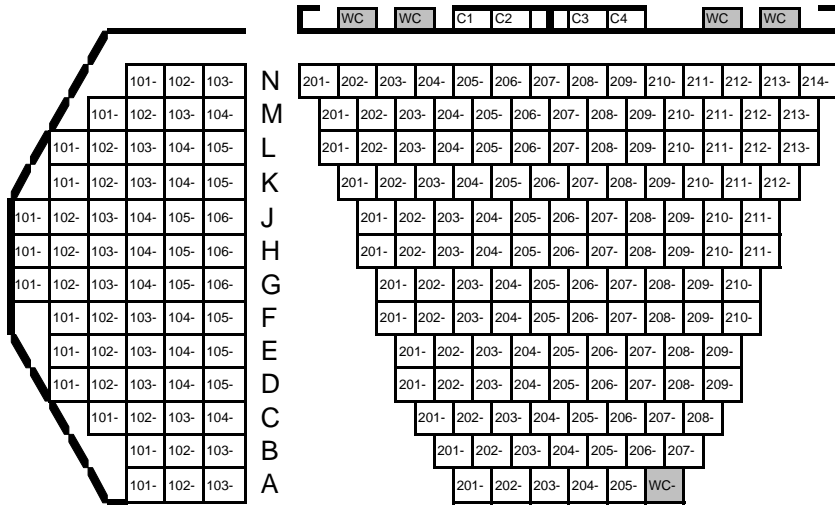 WC WC C1 C2 C3 C4 WC WC
101- 102- 103- N 201- 202- 203- 204- 205- 206- 207- 208- 209- 210- 211- 212- 213- 214-
101- 102- 103- 104- M 201- 202- 203- 204- 205- 206- 207- 208- 209- 210- 211- 212- 213-
101- 102- 103- 104- 105- L 201- 202- 203- 204- 205- 206- 207- 208- 209- 210- 211- 212- 213-
101- 102- 103- 104- 105- K 201- 202- 203- 204- 205- 206- 207- 208- 209- 210- 211- 212-
101- 102- 103- 104- 105- 106- J 201- 202- 203- 204- 205- 206- 207- 208- 209- 210- 211-
101- 102- 103- 104- 105- 106- H 201- 202- 203- 204- 205- 206- 207- 208- 209- 210- 211-
101- 102- 103- 104- 105- 106- G 201- 202- 203- 204- 205- 206- 207- 208- 209- 210-
101- 102- 103- 104- 105- F 201- 202- 203- 204- 205- 206- 207- 208- 209- 210-
101- 102- 103- 104- 105- E 201- 202- 203- 204- 205- 206- 207- 208- 209-
101- 102- 103- 104- 105- D 201- 202- 203- 204- 205- 206- 207- 208- 209-
101- 102- 103- 104- C 201- 202- 203- 204- 205- 206- 207- 208-
101- 102- 103- B 201- 202- 203- 204- 205- 206- 207-
101- 102- 103- A 201- 202- 203- 204- 205- WC-